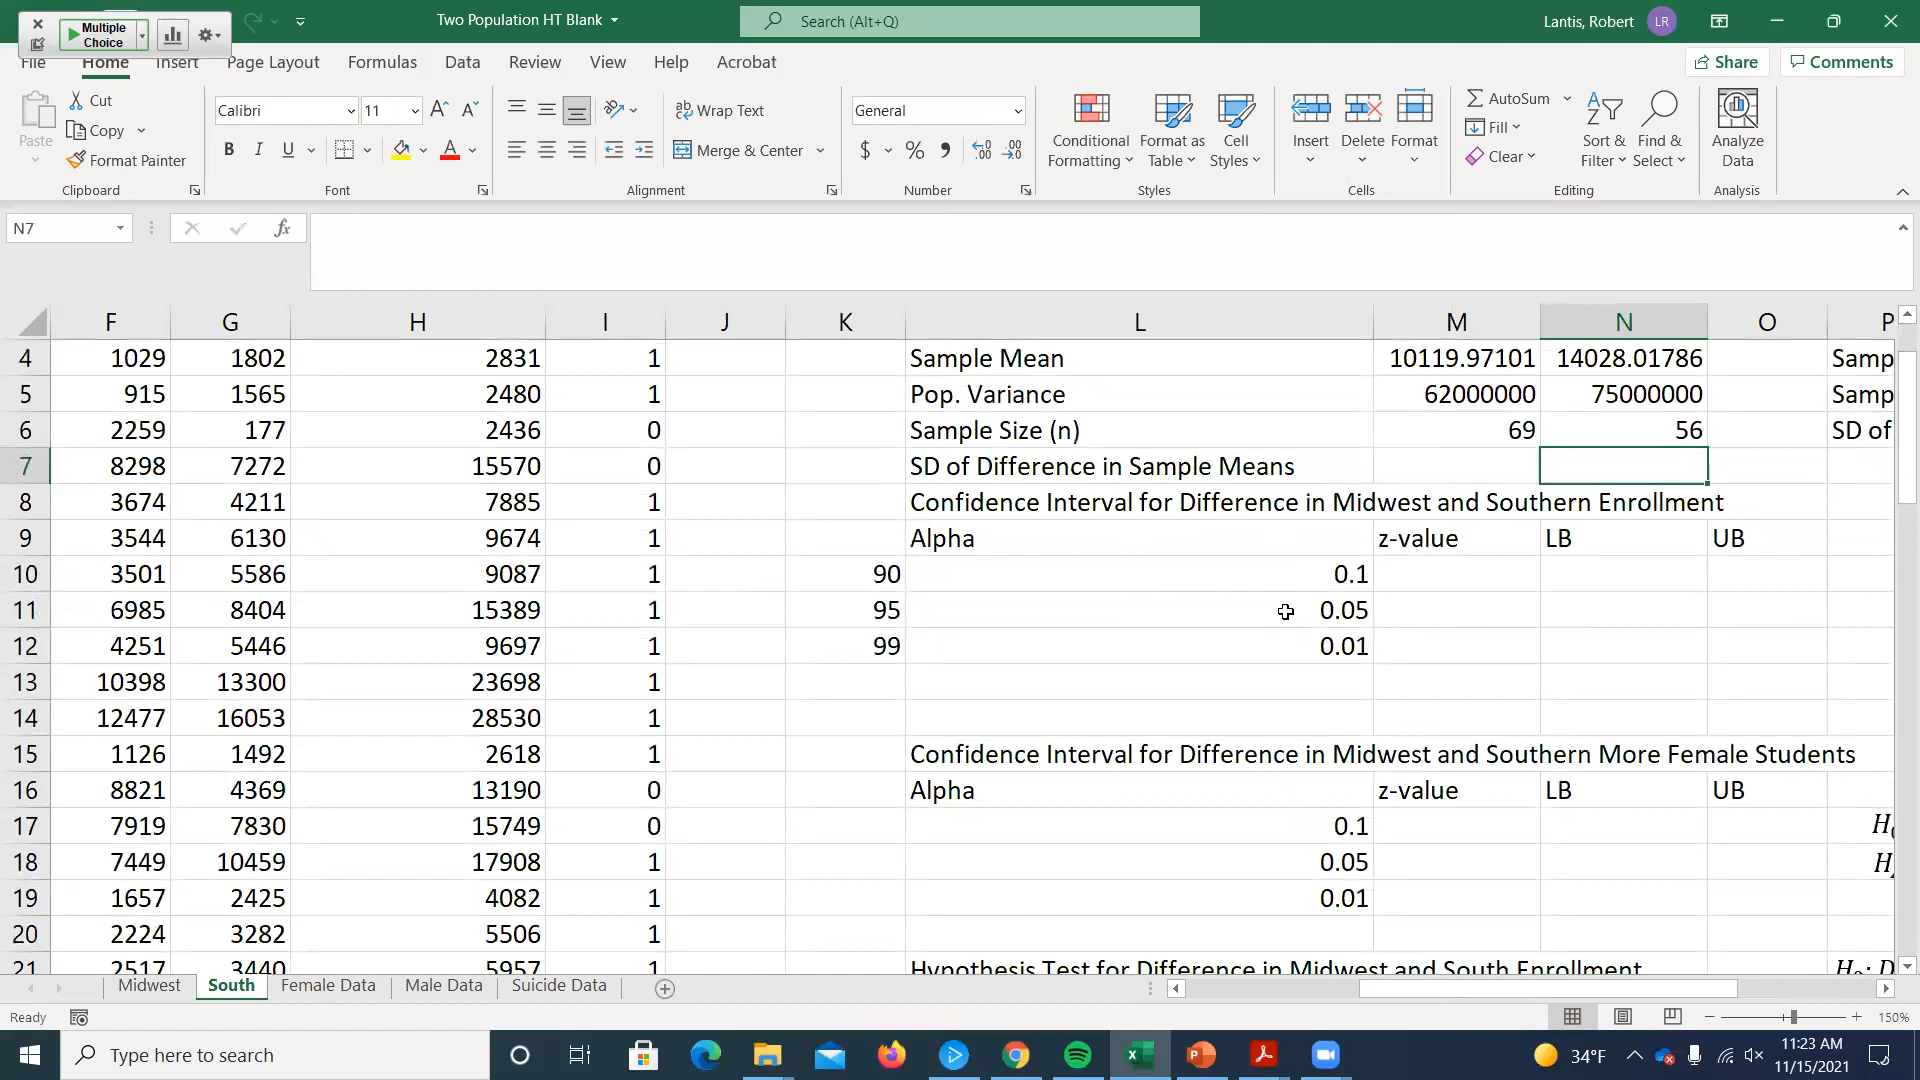 Multiple Choice
Two Population HT Blank
Search (Alt+Q)
Lantis, Robert
LR
File Home Insert Page Layout Formulas Data Review View Help Acrobat
Share
Comments
Paste
Cut
Copy
Format Painter
Clipboard
Calibri 11
B I U
Font
Wrap Text
Merge & Center
Alignment
General
$ % ,
Number
Conditional Formatting
Format as Table
Cell Styles
Styles
Insert Delete Format
Cells
AutoSum
Fill
Clear
Sort & Filter
Find & Select
Editing
Analyze Data
Analysis
N7
fx
F G H I J K L M N O P
4 1029 1802 2831 1 Sample Mean 10119.97101 14028.01786 Samp
5 915 1565 2480 1 Pop. Variance 62000000 75000000 Samp
6 2259 177 2436 0 Sample Size (n) 69 56 SD of
7 8298 7272 15570 0 SD of Difference in Sample Means
8 3674 4211 7885 1 Confidence Interval for Difference in Midwest and Southern Enrollment
9 3544 6130 9674 1 Alpha z-value LB UB
10 3501 5586 9087 1 90 0.1
11 6985 8404 15389 1 95 0.05
12 4251 5446 9697 1 99 0.01
13 10398 13300 23698 1
14 12477 16053 28530 1
15 1126 1492 2618 1 Confidence Interval for Difference in Midwest and Southern More Female Students
16 8821 4369 13190 0 Alpha z-value LB UB
17 7919 7830 15749 0 0.1 H
18 7449 10459 17908 1 0.05 H
19 1657 2425 4082 1 0.01
20 2224 3282 5506 1
21 2517 3440 5957 1 Hypothesis Test for Difference in Midwest and South Enrollment H₀: D
Midwest South Female Data Male Data Suicide Data
Ready
150%
Type here to search
34°F
11:23 AM
11/15/2021